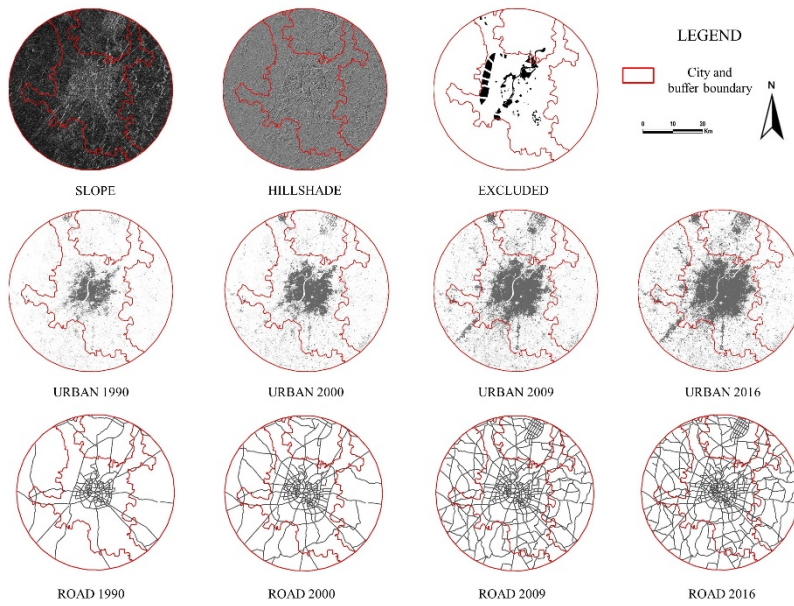 LEGEND
City and
buffer boundary
N
0 10 20
Km
SLOPE
HILLSHADE
EXCLUDED
URBAN 1990
URBAN 2000
URBAN 2009
URBAN 2016
ROAD 1990
ROAD 2000
ROAD 2009
ROAD 2016